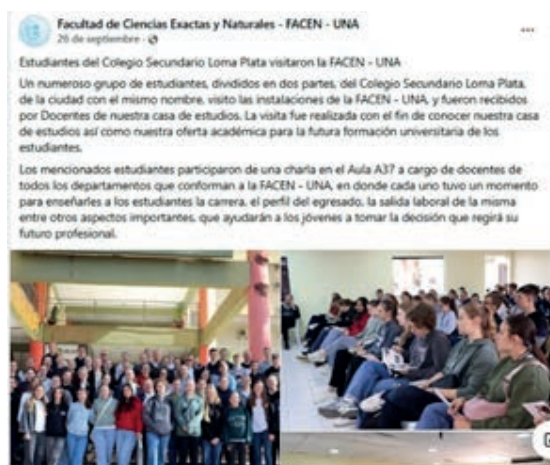 Facultad de Ciencias Exactas y Naturales - FACEN - UNA
26 de septiembre ·
Estudiantes del Colegio Secundario Loma Plata visitaron la FACEN - UNA
Un numeroso grupo de estudiantes, divididos en dos partes, del Colegio Secundario Loma Plata,
de la ciudad con el mismo nombre, visito las instalaciones de la FACEN - UNA, y fueron recibidos
por Docentes de nuestra casa de estudios. La visita fue realizada con el fin de conocer nuestra casa
de estudios así como nuestra oferta académica para la futura formación universitaria de los
estudiantes.
Los mencionados estudiantes participaron de una charla en el Aula A37 a cargo de docentes de
todos los departamentos que conforman a la FACEN - UNA, en donde cada uno tuvo un momento
para enseñarles a los estudiantes la carrera, el perfil del egresado, la salida laboral de la misma
entre otros aspectos importantes, que ayudarán a los jóvenes a tomar la decisión que regirá su
futuro profesional.